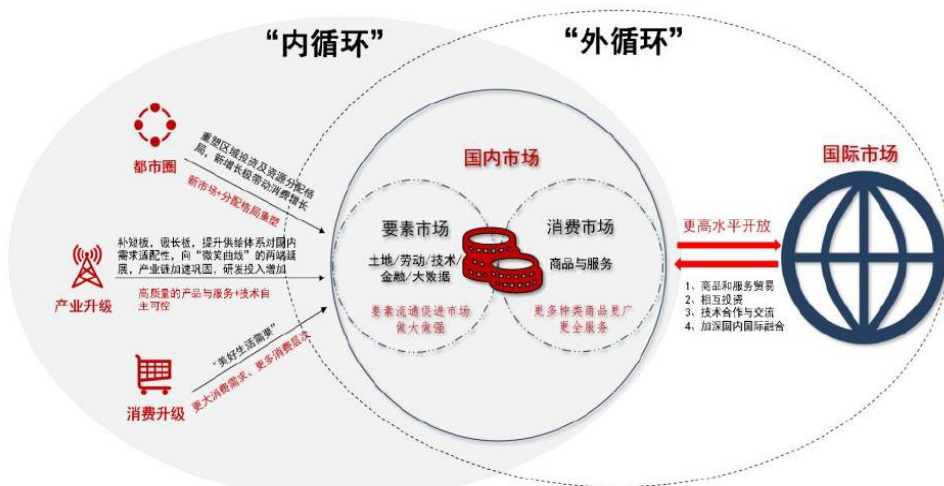 “内循环”
“外循环”
都市圈
重塑区域投资及资源分配格
局，新增长极带动消费增长
新市场+分配格局重塑
产业升级
补短板，锻长板，提升供给体系对国内
需求适配性，向“微笑曲线”的两端延
展，产业链加速巩固，研发投入增加
高质量的产品与服务+技术自
主可控
消费升级
“美好生活需要”
更大消费需求、更多消费层次
国内市场
要素市场
土地/劳动/技术/
金融/大数据
要素流通促进市场
做大做强
消费市场
商品与服务
更多种类商品更广
更全服务
更高水平开放
1、商品和服务贸易
2、相互投资
3、技术合作与交流
4、加深国内国际融合
国际市场